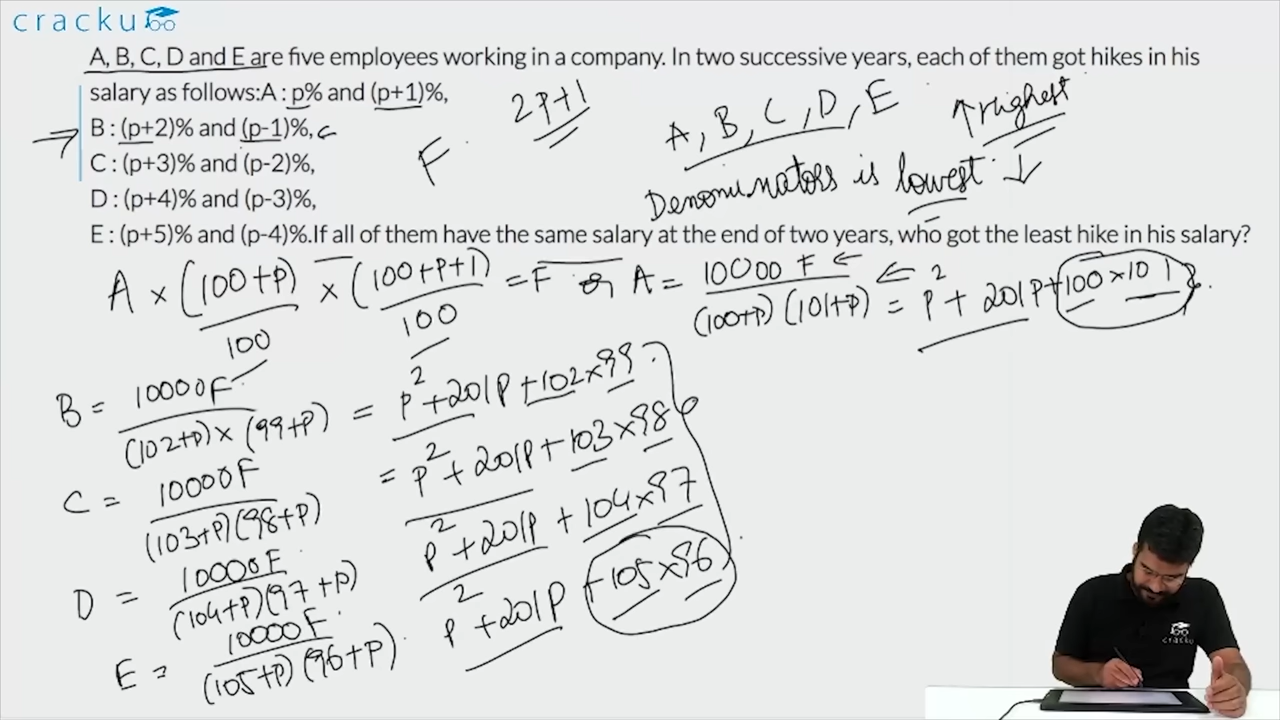 cracku
A, B, C, D and E are five employees working in a company. In two successive years, each of them got hikes in his
salary as follows:A : p% and (p+1)%,
B : (p+2)% and (p-1)%,
C : (p+3)% and (p-2)%,
D : (p+4)% and (p-3)%,
E : (p+5)% and (p-4)%.If all of them have the same salary at the end of two years, who got the least hike in his salary?
F
2p+1
A, B, C, D, E
↑ Highest
Denominators is lowest ↓
A × (100+p)/100 × (100+p+1)/100 = F or A = 10000 F/(100+p)(101+p) = p² + 201p + 100×101
B = 10000F/(102+p)×(99+p) = p² + 201p + 102×99
C = 10000F/(103+p)(98+p) = p² + 201p + 103×98
D = 10000F/(104+p)(97+p) p² + 201p + 104×97
E = 10000F/(105+p)(96+p) p² + 201p + 105×96
cracku